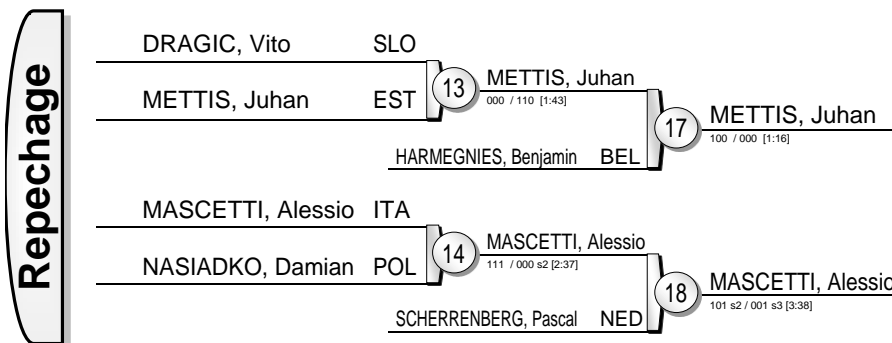 Repechage
DRAGIC, Vito SLO
METTIS, Juhan EST
13
METTIS, Juhan
000 / 110 [1:43]
HARMEGNIES, Benjamin BEL
17
METTIS, Juhan
100 / 000 [1:16]
MASCETTI, Alessio ITA
NASIADKO, Damian POL
14
MASCETTI, Alessio
111 / 000 s2 [2:37]
SCHERRENBERG, Pascal NED
18
MASCETTI, Alessio
101 s2 / 001 s3 [3:38]